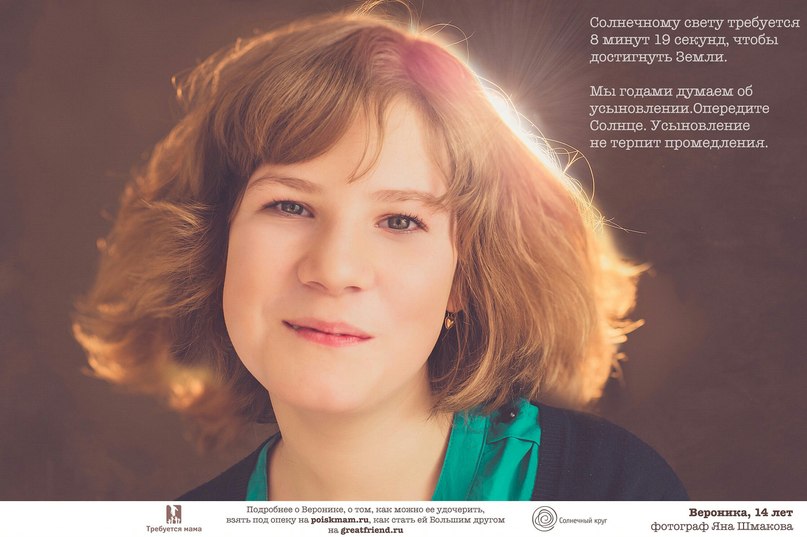 Солнечному свету требуется
8 минут 19 секунд, чтобы
достигнуть Земли.
Мы годами думаем об
усыновлении.Опередите
Солнце. Усыновление
не терпит промедления.
Требуется мама
Подробнее о Веронике, о том, как можно ее удочерить,
взять под опеку на poiskmam.ru, как стать ей Большим другом
на greatfriend.ru
Солнечный круг
Вероника, 14 лет
фотограф Яна Шмакова